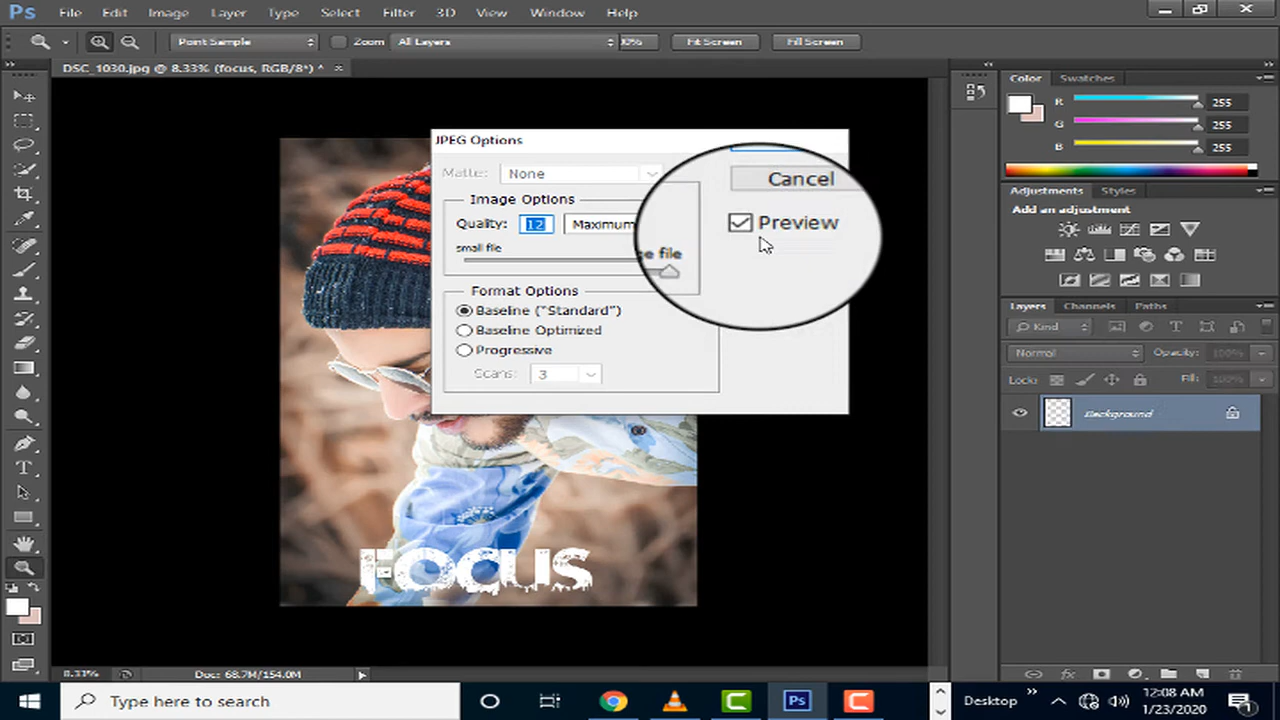 Ps File Edit Image Layer Type Select Filter 3D View Window Help
Point Sample Zoom All Layers Fit Screen Fill Screen
DSC_1030.jpg @ 8.33% (focus, RGB/8*) *
Color Swatches
R 255
G 255
B 255
Adjustments Styles
Add an adjustment
Layers Channels Paths
Kind
Normal Opacity: 100%
Lock: Fill: 100%
Background
JPEG Options
Matte: None
Cancel
Image Options
Quality: 12 Maximum
Preview
small file
file
Format Options
Baseline ("Standard")
Baseline Optimized
Progressive
Scans: 3
FOCUS
8.33% Doc: 68.7M/154.0M
Type here to search
Ps
Desktop
12:08 AM
1/23/2020
1